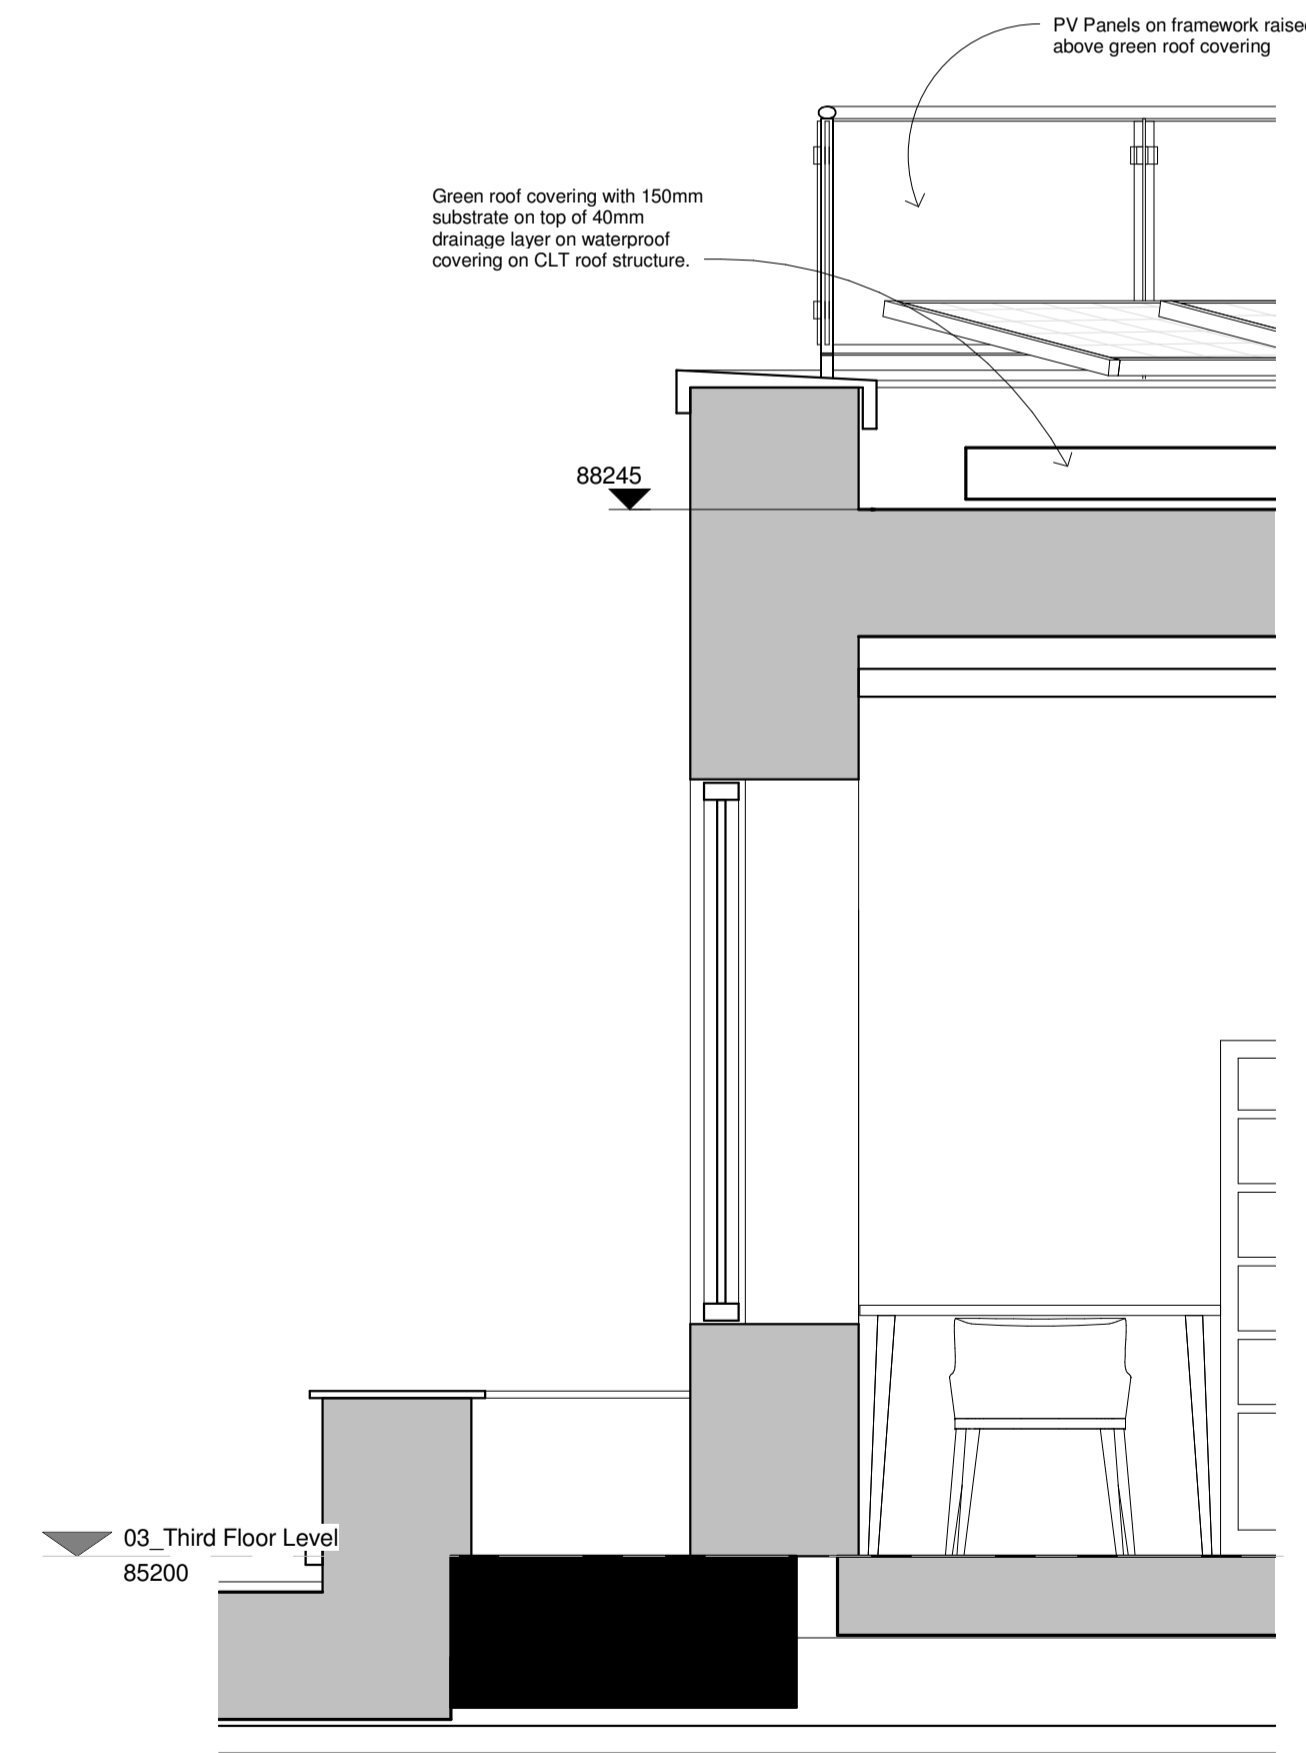 PV Panels on framework raised
above green roof covering
Green roof covering with 150mm
substrate on top of 40mm
drainage layer on waterproof
covering on CLT roof structure.
88245
03_Third Floor Level
85200